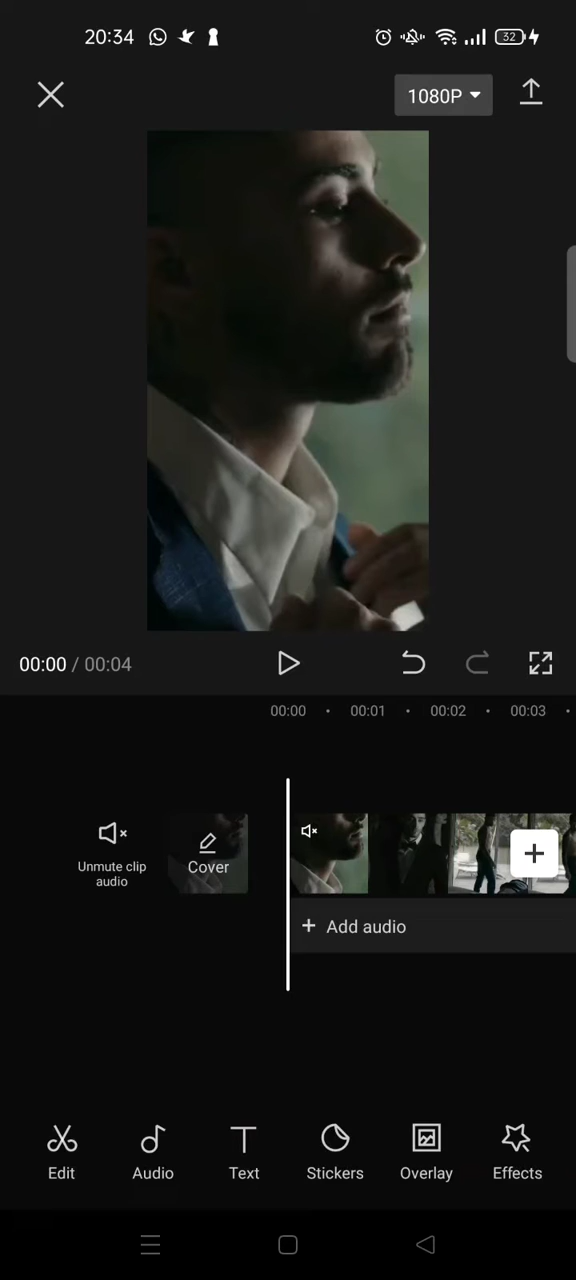 20:34 32
1080P
00:00 / 00:04
00:00 00:01 00:02 00:03
Unmute clip
audio
Cover
+ Add audio
Edit Audio Text Stickers Overlay Effects